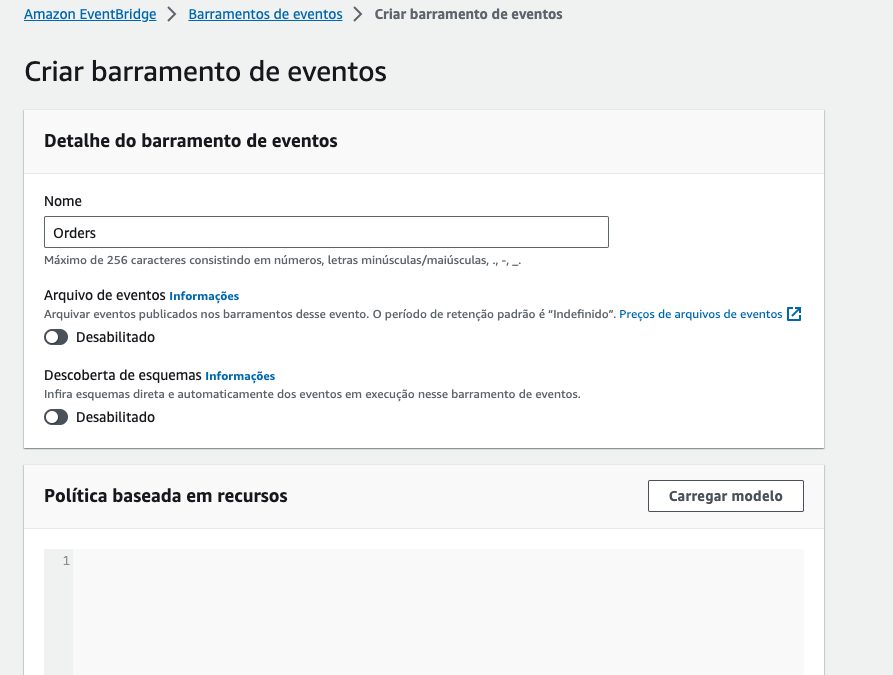 Amazon EventBridge > Barramentos de eventos > Criar barramento de eventos
Criar barramento de eventos
Detalhe do barramento de eventos
Nome
Orders
Máximo de 256 caracteres consistindo em números, letras minúsculas/maiúsculas, ., -, _.
Arquivo de eventos Informações
Arquivar eventos publicados nos barramentos desse evento. O período de retenção padrão é “Indefinido”. Preços de arquivos de eventos
Desabilitado
Descoberta de esquemas Informações
Infira esquemas direta e automaticamente dos eventos em execução nesse barramento de eventos.
Desabilitado
Política baseada em recursos
Carregar modelo
1